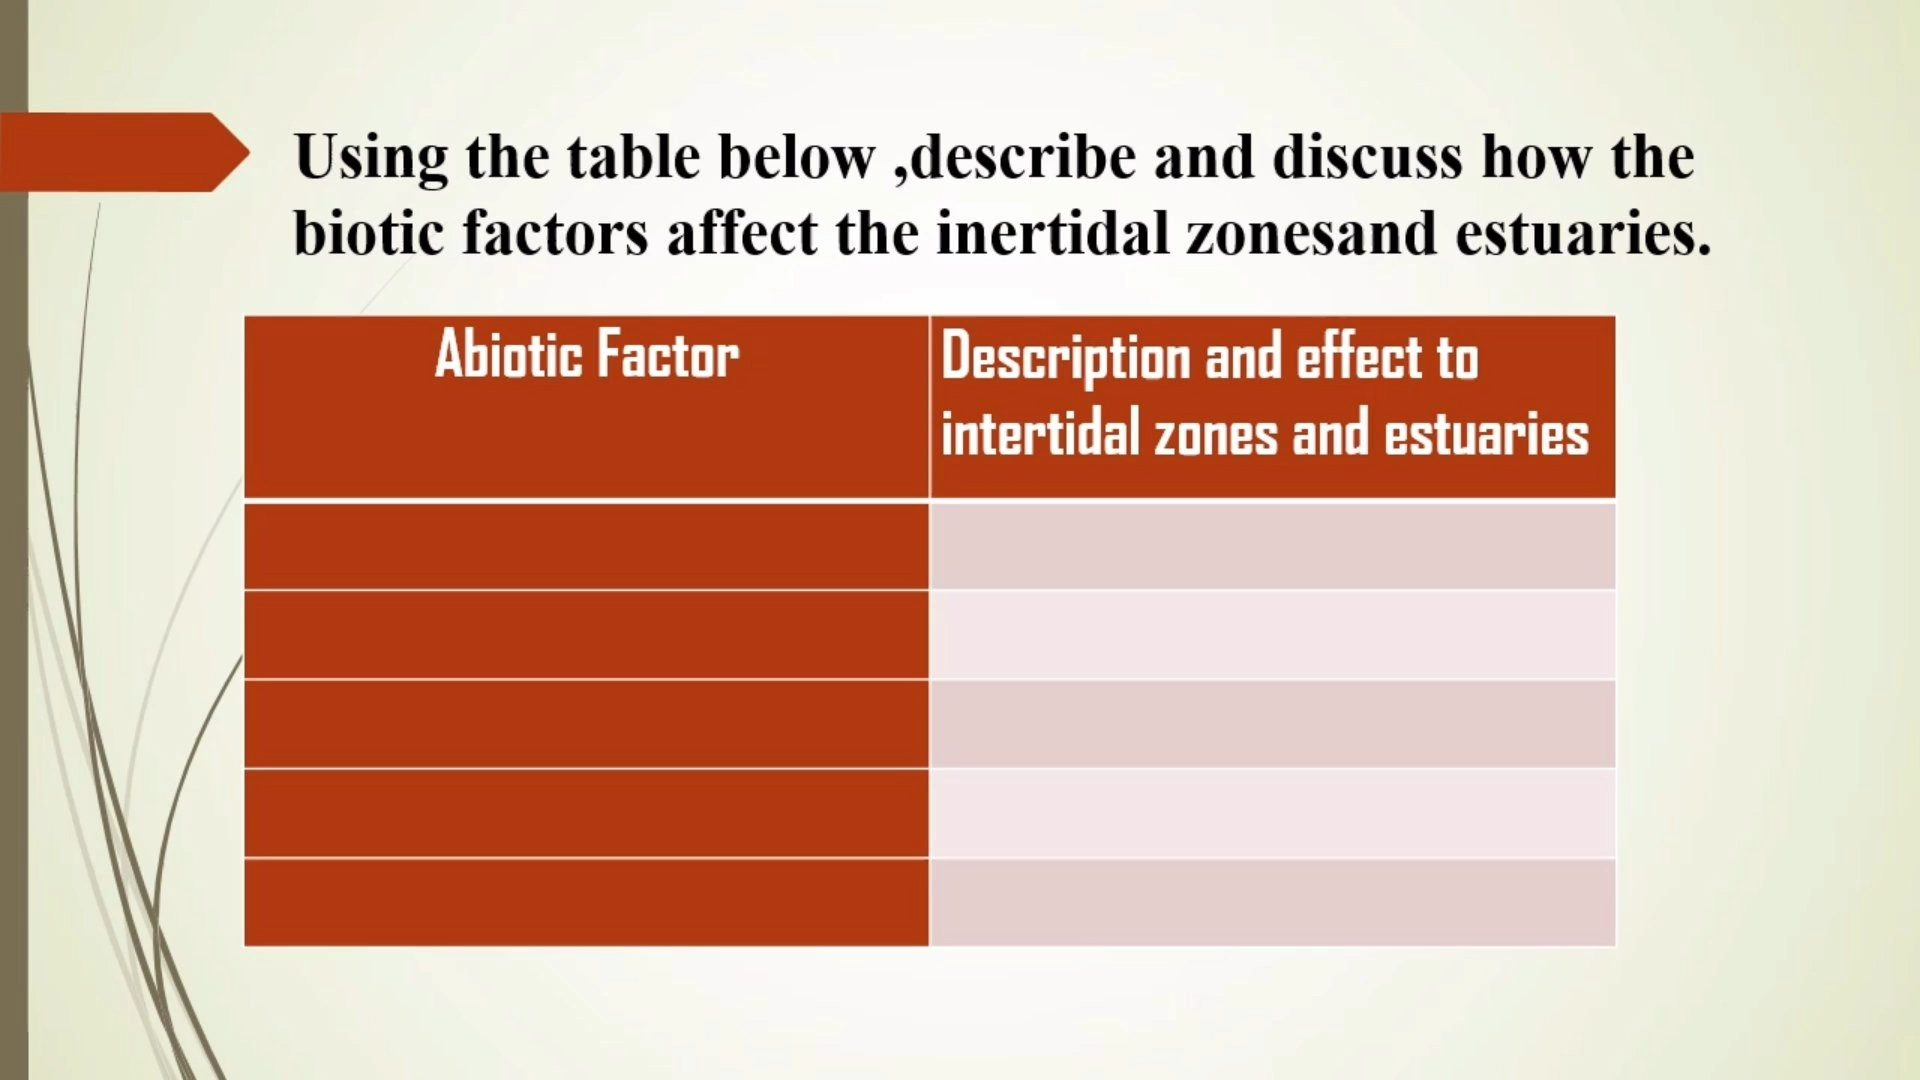 Using the table below ,describe and discuss how the
biotic factors affect the inertidal zonesand estuaries.
Abiotic Factor
Description and effect to
intertidal zones and estuaries